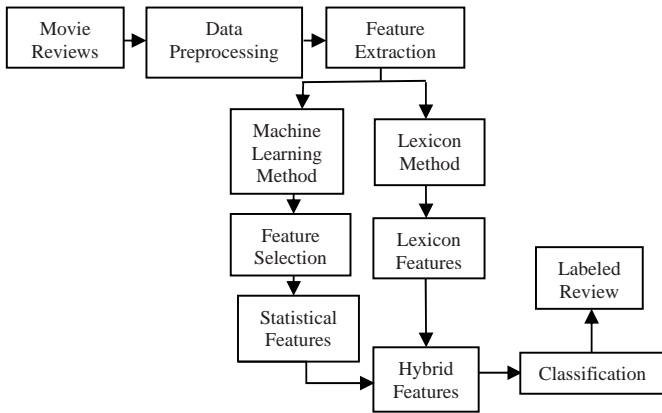 Movie
Reviews
Data
Preprocessing
Feature
Extraction
Machine
Learning
Method
Lexicon
Method
Feature
Selection
Lexicon
Features
Labeled
Review
Statistical
Features
Hybrid
Features
Classification